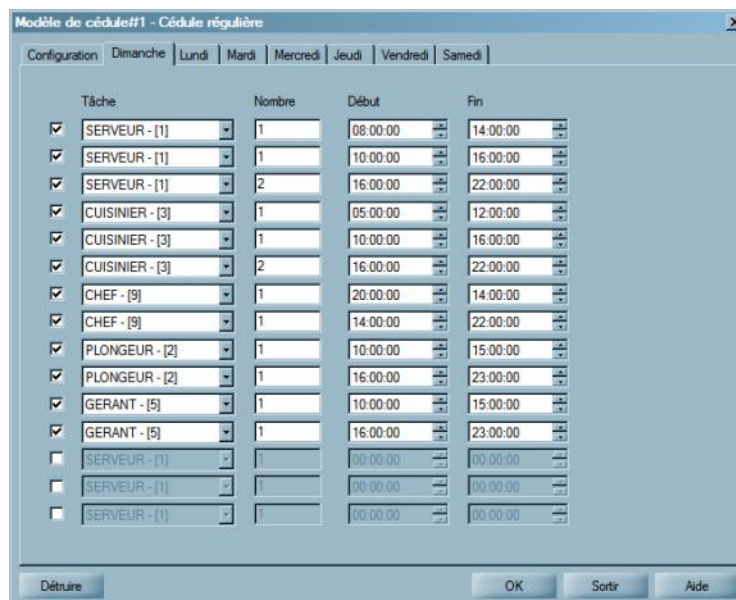 Modèle de cédule#1 - Cédule régulière
Configuration Dimanche Lundi Mardi Mercredi Jeudi Vendredi Samedi
Tâche Nombre Début Fin
SERVEUR - [1] 1 08:00:00 14:00:00
SERVEUR - [1] 1 10:00:00 16:00:00
SERVEUR - [1] 2 16:00:00 22:00:00
CUISINIER - [3] 1 05:00:00 12:00:00
CUISINIER - [3] 1 10:00:00 16:00:00
CUISINIER - [3] 2 16:00:00 22:00:00
CHEF - [9] 1 20:00:00 14:00:00
CHEF - [9] 1 14:00:00 22:00:00
PLONGEUR - [2] 1 10:00:00 15:00:00
PLONGEUR - [2] 1 16:00:00 23:00:00
GERANT - [5] 1 10:00:00 15:00:00
GERANT - [5] 1 16:00:00 23:00:00
SERVEUR - [1] 1 00:00:00 00:00:00
SERVEUR - [1] 1 00:00:00 00:00:00
SERVEUR - [1] 1 00:00:00 00:00:00
Détruire OK Sortir Aide